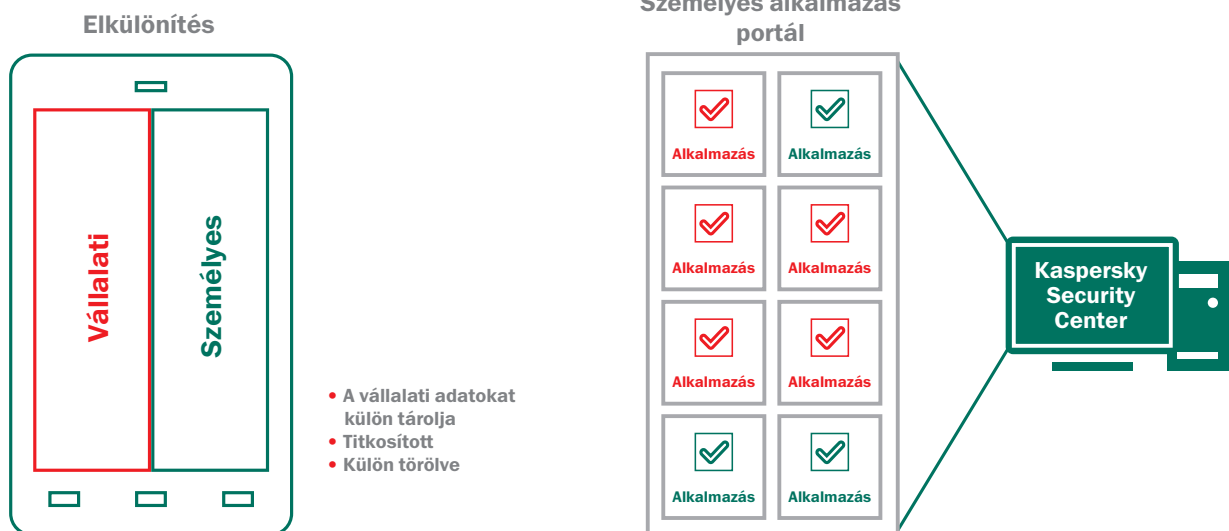 Elkülönítés
Vállalati
Személyes
• A vállalati adatokat
külön tárolja
• Titkosított
• Külön törölve
Személyes alkalmazás
portál
Alkalmazás
Alkalmazás
Alkalmazás
Alkalmazás
Alkalmazás
Alkalmazás
Alkalmazás
Alkalmazás
Kaspersky
Security
Center